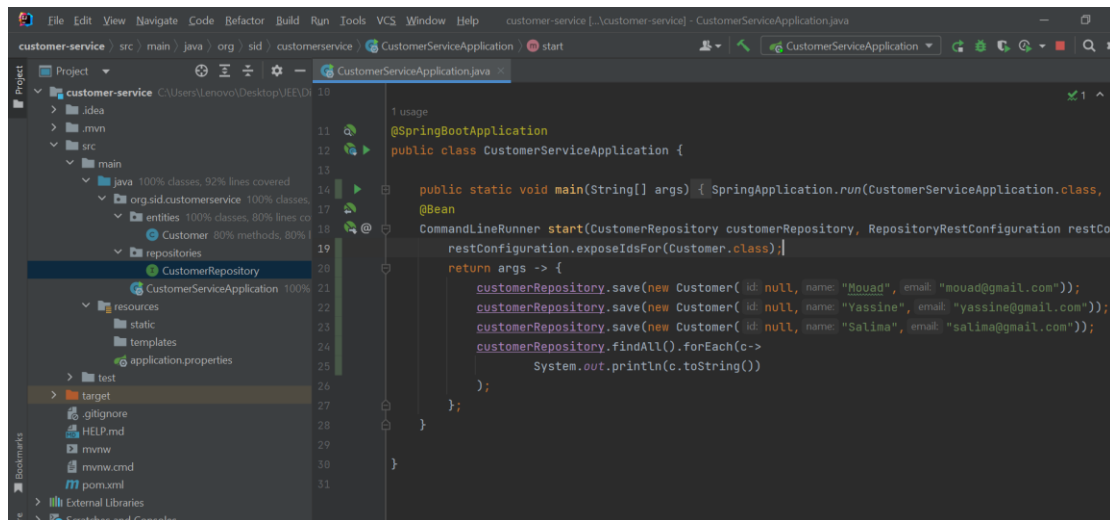 File Edit View Navigate Code Refactor Build Run Tools VCS Window Help customer-service [...\customer-service] - CustomerServiceApplication.java
customer-service src main java org sid customerservice CustomerServiceApplication start CustomerServiceApplication
Project CustomerServiceApplication.java
Project
customer-service C:\Users\Lenovo\Desktop\JEE\Di
.idea
.mvn
src
main
java 100% classes, 92% lines covered
org.sid.customerservice 100% classes,
entities 100% classes, 80% lines co
Customer 80% methods, 80% l
repositories
CustomerRepository
CustomerServiceApplication 100%
resources
static
templates
application.properties
test
target
.gitignore
HELP.md
mvnw
mvnw.cmd
pom.xml
External Libraries
Scratches and Consoles
Bookmarks
10
1
1 usage
11 @SpringBootApplication
12 public class CustomerServiceApplication {
13
14 public static void main(String[] args) { SpringApplication.run(CustomerServiceApplication.class,
17 @Bean
18 @ CommandLineRunner start(CustomerRepository customerRepository, RepositoryRestConfiguration restCo
19 restConfiguration.exposeIdsFor(Customer.class);
20 return args -> {
21 customerRepository.save(new Customer( id: null, name: "Mouad", email: "mouad@gmail.com"));
22 customerRepository.save(new Customer( id: null, name: "Yassine", email: "yassine@gmail.com"));
23 customerRepository.save(new Customer( id: null, name: "Salima", email: "salima@gmail.com"));
24 customerRepository.findAll().forEach(c->
25 System.out.println(c.toString())
26 );
27 };
28 }
29
30 }
31